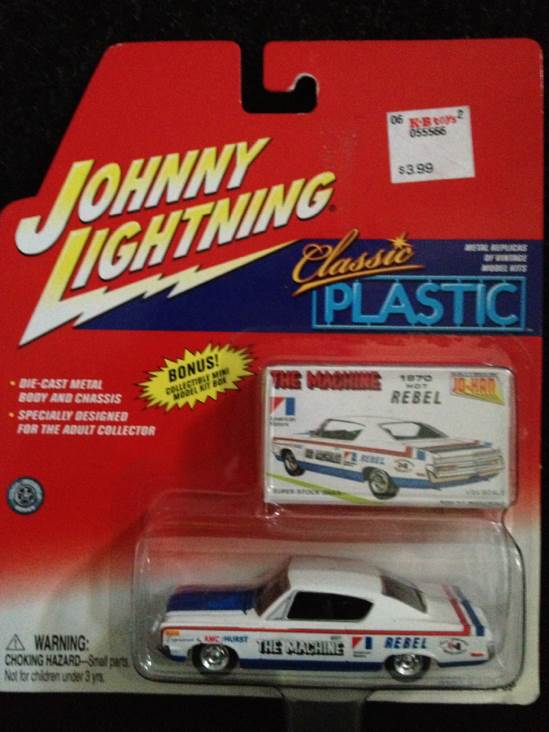 06 K·B toys 2
055566
$3.99
JOHNNY
LIGHTNING
Classic
PLASTIC
METAL REPLICAS
OF VINTAGE
MODEL KITS
BONUS!
COLLECTIBLE MINI
MODEL KIT BOX
• DIE-CAST METAL
BODY AND CHASSIS
• SPECIALLY DESIGNED
FOR THE ADULT COLLECTOR
THE MACHINE
1970
HOT
REBEL
JO-HAN
REBEL
SUPER STOCK
AMC/HURST
THE MACHINE
REBEL
WARNING:
CHOKING HAZARD—Small parts.
Not for children under 3 yrs.